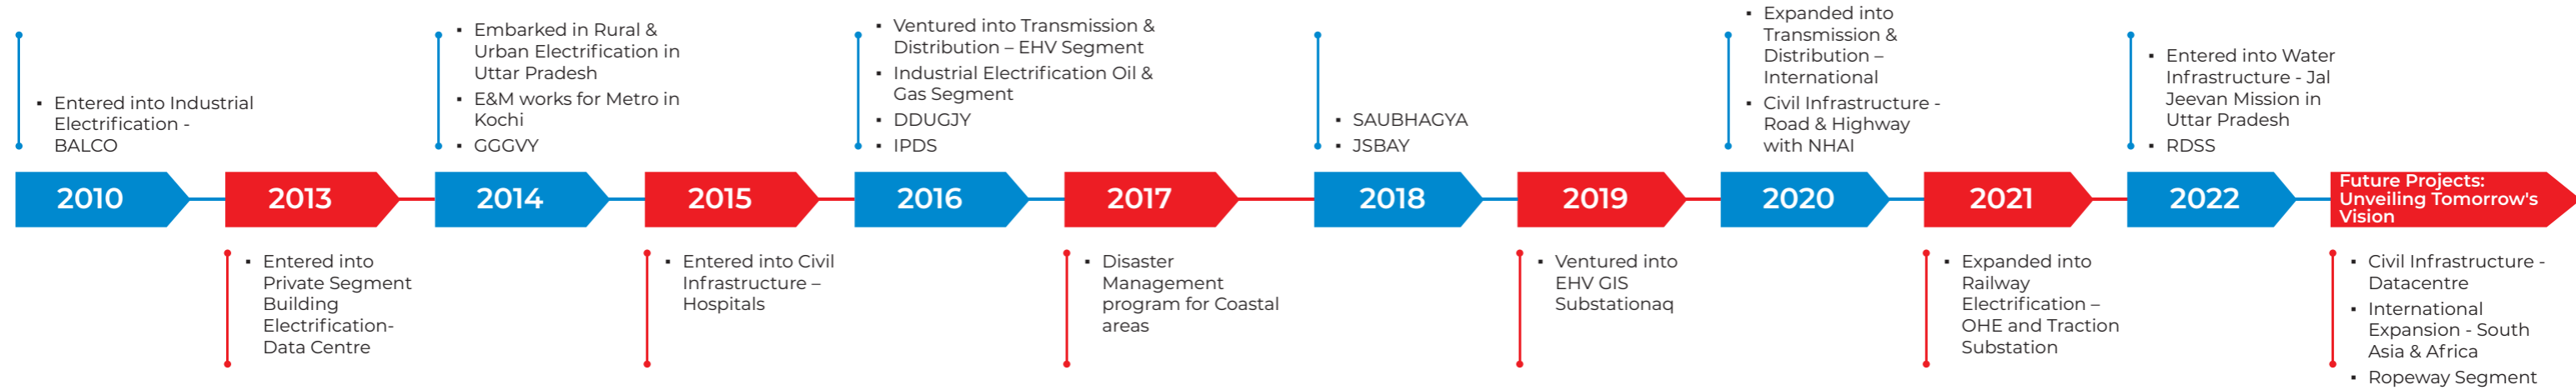 ▪ Entered into Industrial
Electrification -
BALCO
2010
2013
▪ Entered into
Private Segment
Building
Electrification-
Data Centre
▪ Embarked in Rural &
Urban Electrification in
Uttar Pradesh
▪ E&M works for Metro in
Kochi
▪ GGGVY
2014
2015
▪ Entered into Civil
Infrastructure –
Hospitals
▪ Ventured into Transmission &
Distribution – EHV Segment
▪ Industrial Electrification Oil &
Gas Segment
▪ DDUGJY
▪ IPDS
2016
2017
▪ Disaster
Management
program for Coastal
areas
▪ SAUBHAGYA
▪ JSBAY
2018
2019
▪ Ventured into
EHV GIS
Substationaq
▪ Expanded into
Transmission &
Distribution –
International
▪ Civil Infrastructure -
Road & Highway
with NHAI
2020
2021
▪ Expanded into
Railway
Electrification –
OHE and Traction
Substation
▪ Entered into Water
Infrastructure - Jal
Jeevan Mission in
Uttar Pradesh
▪ RDSS
2022
Future Projects:
Unveiling Tomorrow's
Vision
▪ Civil Infrastructure -
Datacentre
▪ International
Expansion - South
Asia & Africa
▪ Ropeway Segment